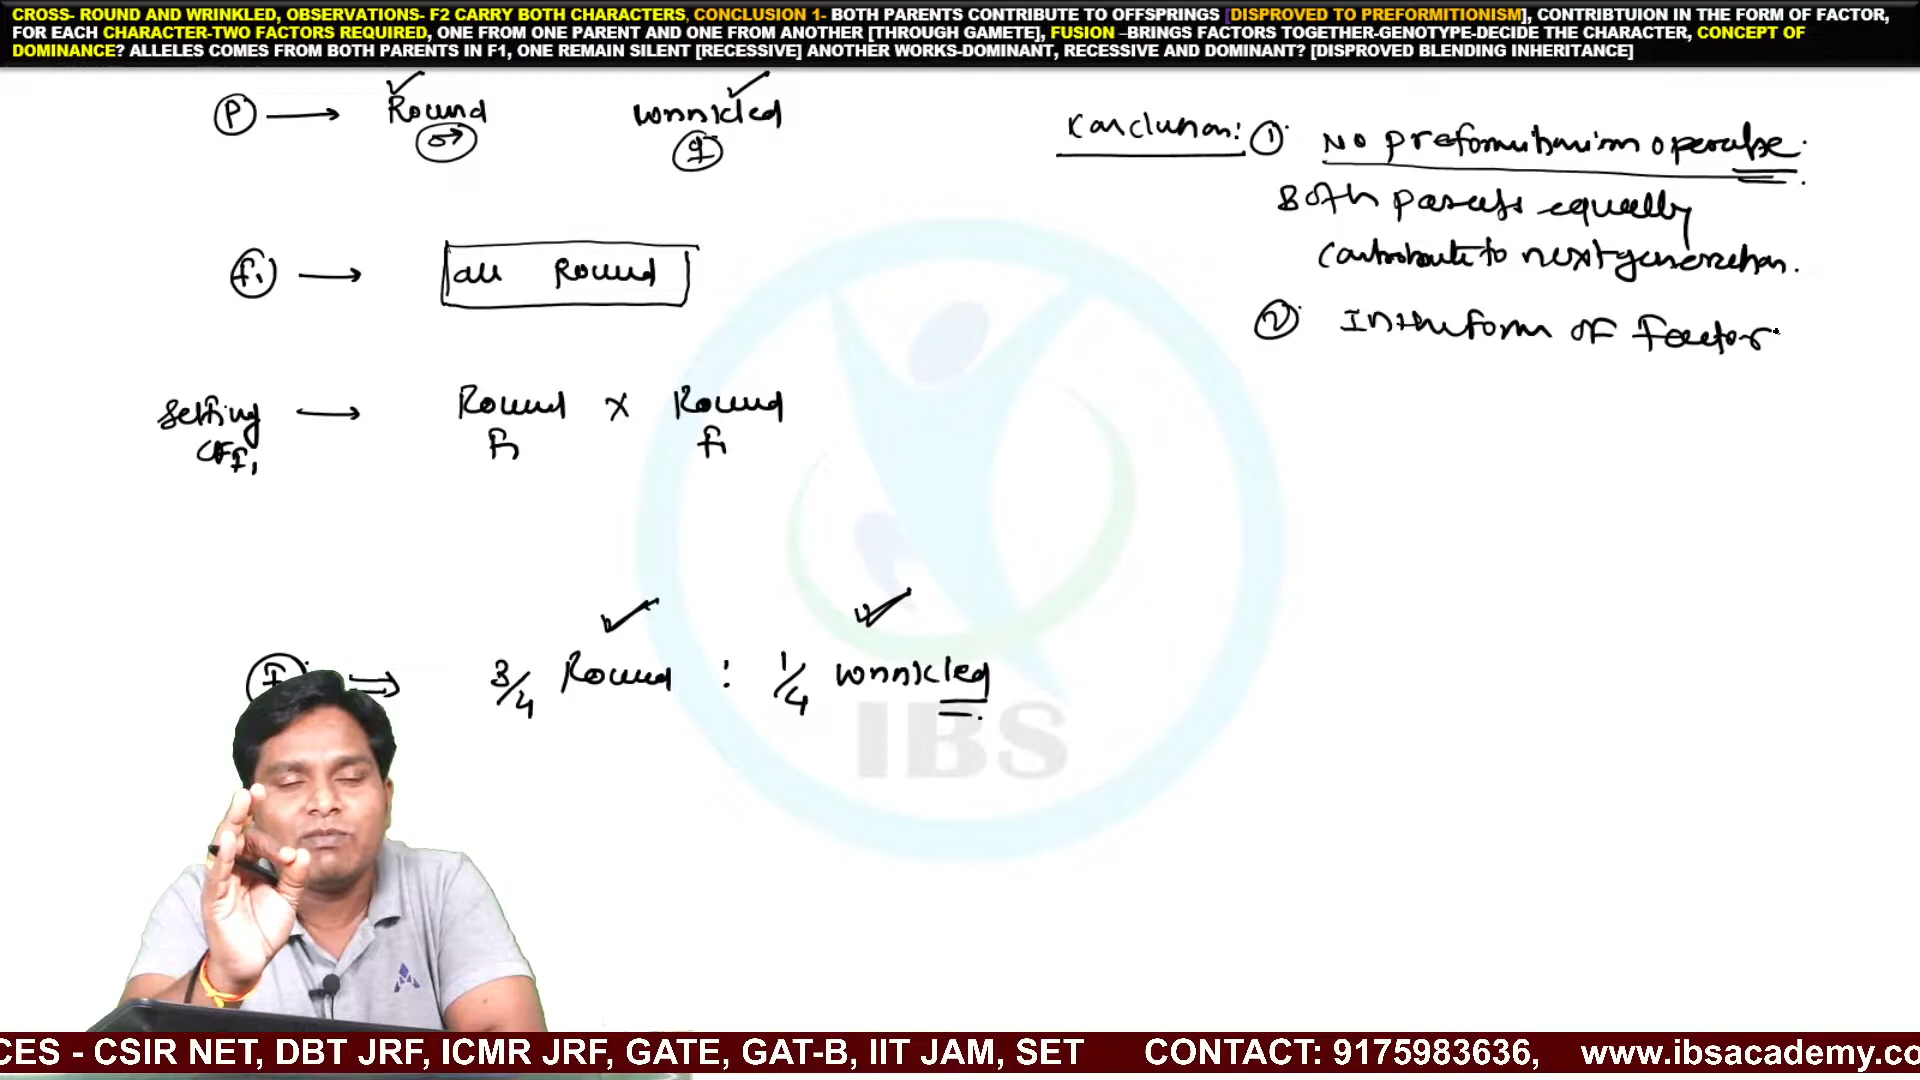 CROSS- ROUND AND WRINKLED, OBSERVATIONS- F2 CARRY BOTH CHARACTERS, CONCLUSION 1- BOTH PARENTS CONTRIBUTE TO OFFSPRINGS [DISPROVED TO PREFORMITIONISM], CONTRIBTUION IN THE FORM OF FACTOR,
FOR EACH CHARACTER-TWO FACTORS REQUIRED, ONE FROM ONE PARENT AND ONE FROM ANOTHER [THROUGH GAMETE], FUSION –BRINGS FACTORS TOGETHER-GENOTYPE-DECIDE THE CHARACTER, CONCEPT OF
DOMINANCE? ALLELES COMES FROM BOTH PARENTS IN F1, ONE REMAIN SILENT [RECESSIVE] ANOTHER WORKS-DOMINANT, RECESSIVE AND DOMINANT? [DISPROVED BLENDING INHERITANCE]
P → Round wrinkled
♂ ♀
F1 → all Round
Selfing → Round × Round
of F1 F1 F1
⇒ 3/4 Round : 1/4 wrinkled
Conclusion: ① No preformitionism operate.
Both parents equally
contribute to next generation.
② In the form of factor
IBS
CES - CSIR NET, DBT JRF, ICMR JRF, GATE, GAT-B, IIT JAM, SET CONTACT: 9175983636, www.ibsacademy.co